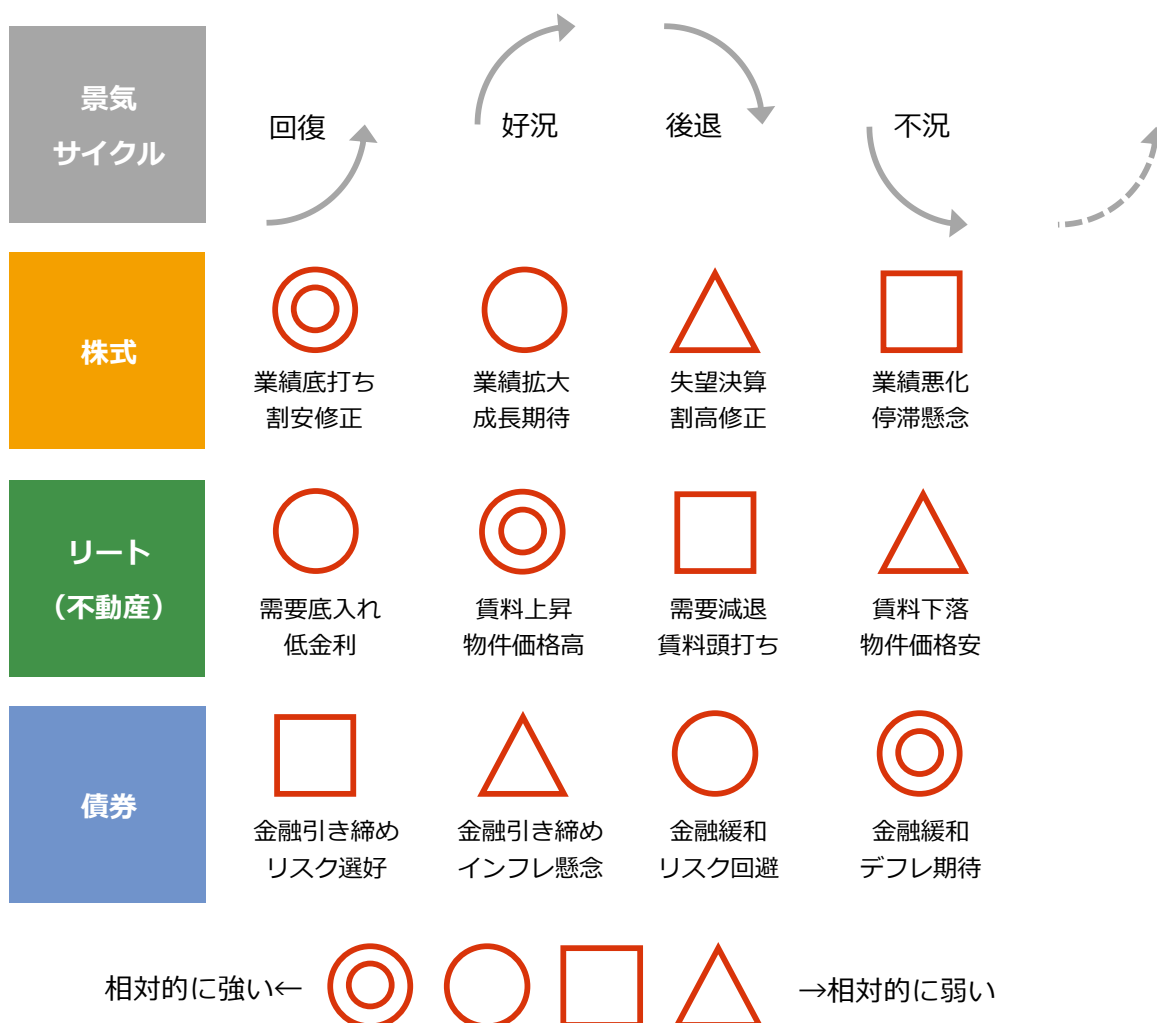 景気
サイクル
回復
好況
後退
不況
株式
業績底打ち
割安修正
業績拡大
成長期待
失望決算
割高修正
業績悪化
停滞懸念
リート
（不動産）
需要底入れ
低金利
賃料上昇
物件価格高
需要減退
賃料頭打ち
賃料下落
物件価格安
債券
金融引き締め
リスク選好
金融引き締め
インフレ懸念
金融緩和
リスク回避
金融緩和
デフレ期待
相対的に強い←
→相対的に弱い